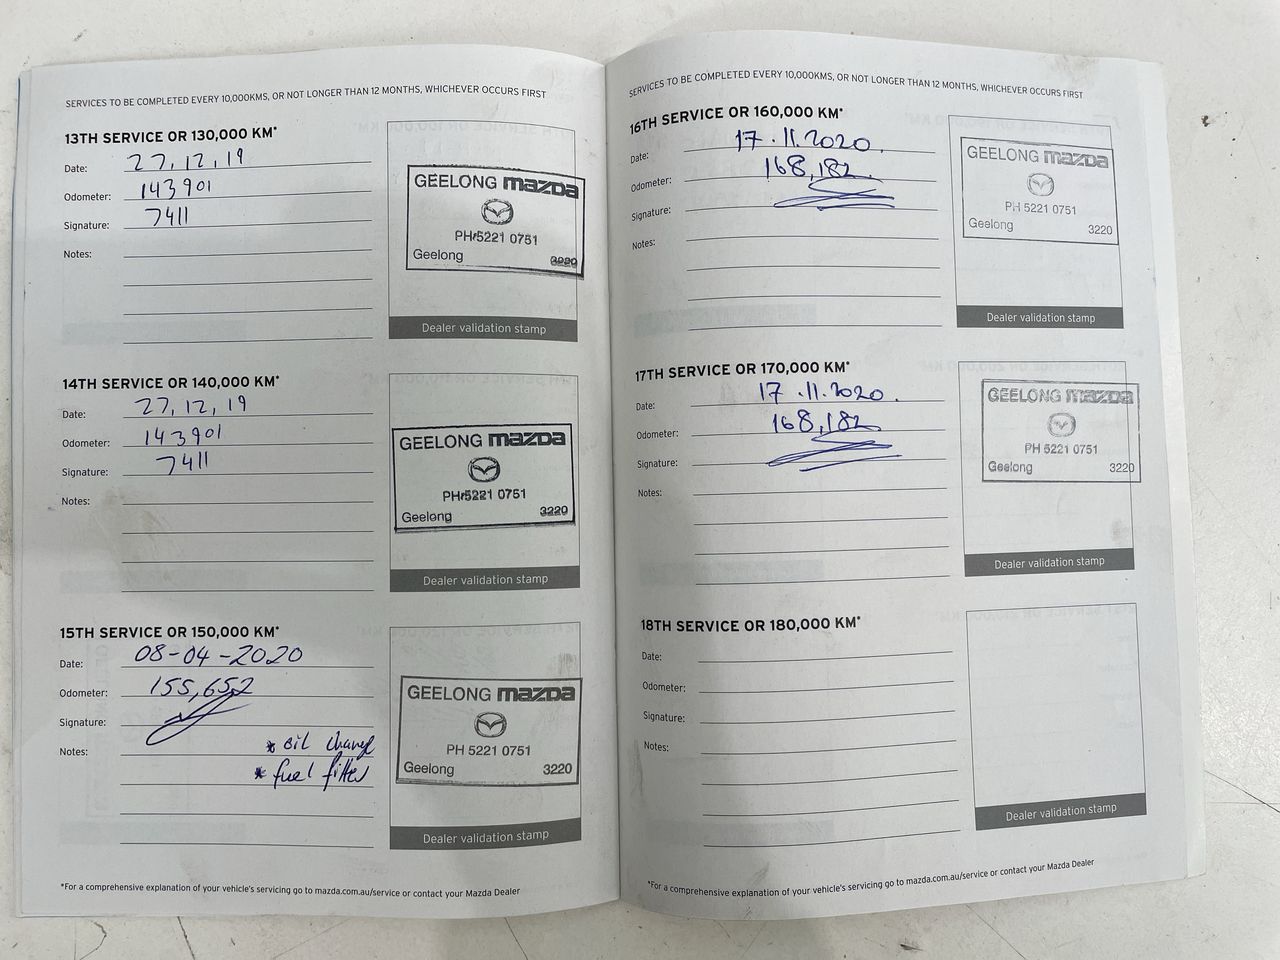 SERVICES TO BE COMPLETED EVERY 10,000KMS, OR NOT LONGER THAN 12 MONTHS, WHICHEVER OCCURS FIRST
13TH SERVICE OR 130,000 KM*
Date: 27, 12, 19
Odometer: 143901
Signature: 7411
Notes:
GEELONG mazda
PH 5221 0751
Geelong 3220
Dealer validation stamp
14TH SERVICE OR 140,000 KM*
Date: 27, 12, 19
Odometer: 143901
Signature: 7411
Notes:
GEELONG mazda
PH 5221 0751
Geelong 3220
Dealer validation stamp
15TH SERVICE OR 150,000 KM*
Date: 08-04-2020
Odometer: 155,652
Signature:
Notes: * oil change
* fuel filter
GEELONG mazda
PH 5221 0751
Geelong 3220
Dealer validation stamp
*For a comprehensive explanation of your vehicle's servicing go to mazda.com.au/service or contact your Mazda Dealer
SERVICES TO BE COMPLETED EVERY 10,000KMS, OR NOT LONGER THAN 12 MONTHS, WHICHEVER OCCURS FIRST
16TH SERVICE OR 160,000 KM*
Date: 17.11.2020.
Odometer: 168,182
Signature:
Notes:
GEELONG mazda
PH 5221 0751
Geelong 3220
Dealer validation stamp
17TH SERVICE OR 170,000 KM*
Date: 17.11.2020.
Odometer: 168,182
Signature:
Notes:
GEELONG mazda
PH 5221 0751
Geelong 3220
Dealer validation stamp
18TH SERVICE OR 180,000 KM*
Date:
Odometer:
Signature:
Notes:
Dealer validation stamp
*For a comprehensive explanation of your vehicle's servicing go to mazda.com.au/service or contact your Mazda Dealer